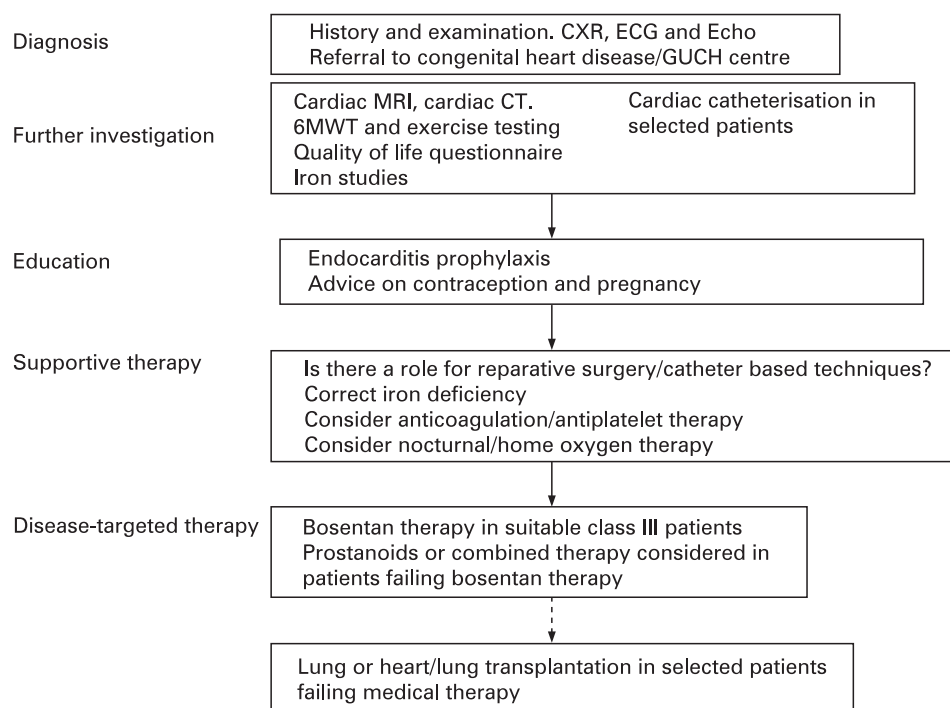 Diagnosis
History and examination. CXR, ECG and Echo
Referral to congenital heart disease/GUCH centre
Further investigation
Cardiac MRI, cardiac CT.
6MWT and exercise testing
Quality of life questionnaire
Iron studies
Cardiac catheterisation in
selected patients
Education
Endocarditis prophylaxis
Advice on contraception and pregnancy
Supportive therapy
Is there a role for reparative surgery/catheter based techniques?
Correct iron deficiency
Consider anticoagulation/antiplatelet therapy
Consider nocturnal/home oxygen therapy
Disease-targeted therapy
Bosentan therapy in suitable class III patients
Prostanoids or combined therapy considered in
patients failing bosentan therapy
Lung or heart/lung transplantation in selected patients
failing medical therapy